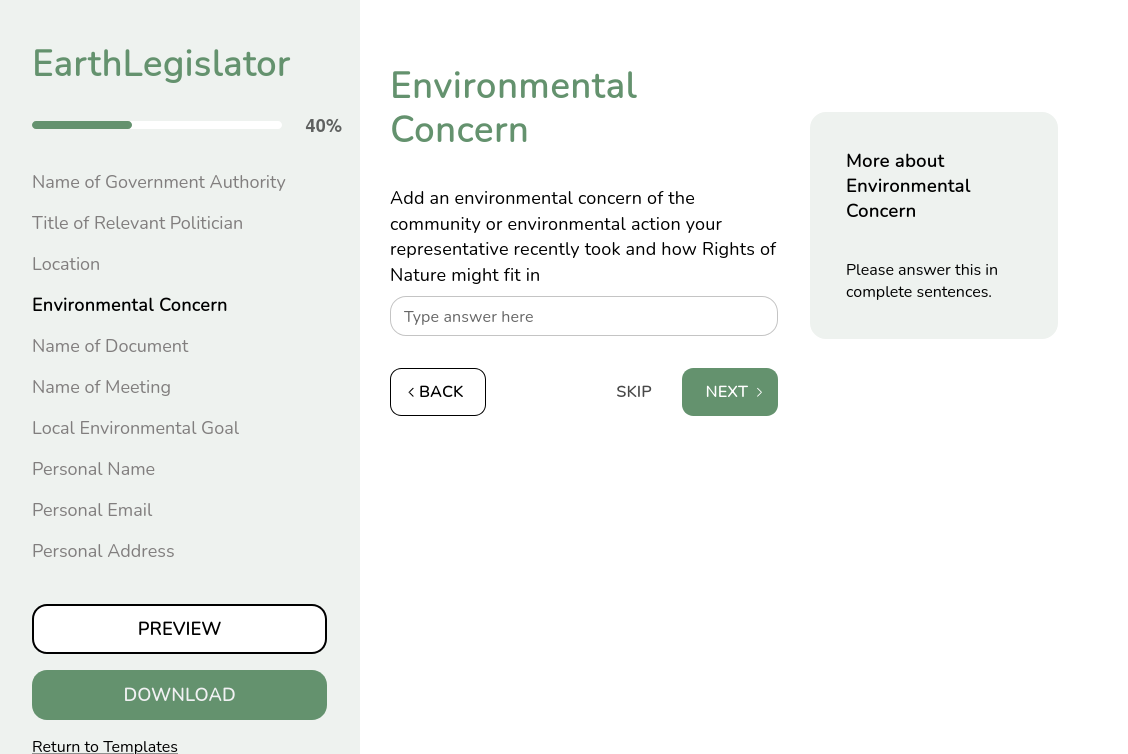 EarthLegislator
40%
Name of Government Authority
Title of Relevant Politician
Location
Environmental Concern
Name of Document
Name of Meeting
Local Environmental Goal
Personal Name
Personal Email
Personal Address
PREVIEW
DOWNLOAD
Return to Templates
Environmental
Concern
Add an environmental concern of the
community or environmental action your
representative recently took and how Rights of
Nature might fit in
Type answer here
BACK
SKIP
NEXT
More about
Environmental
Concern
Please answer this in
complete sentences.